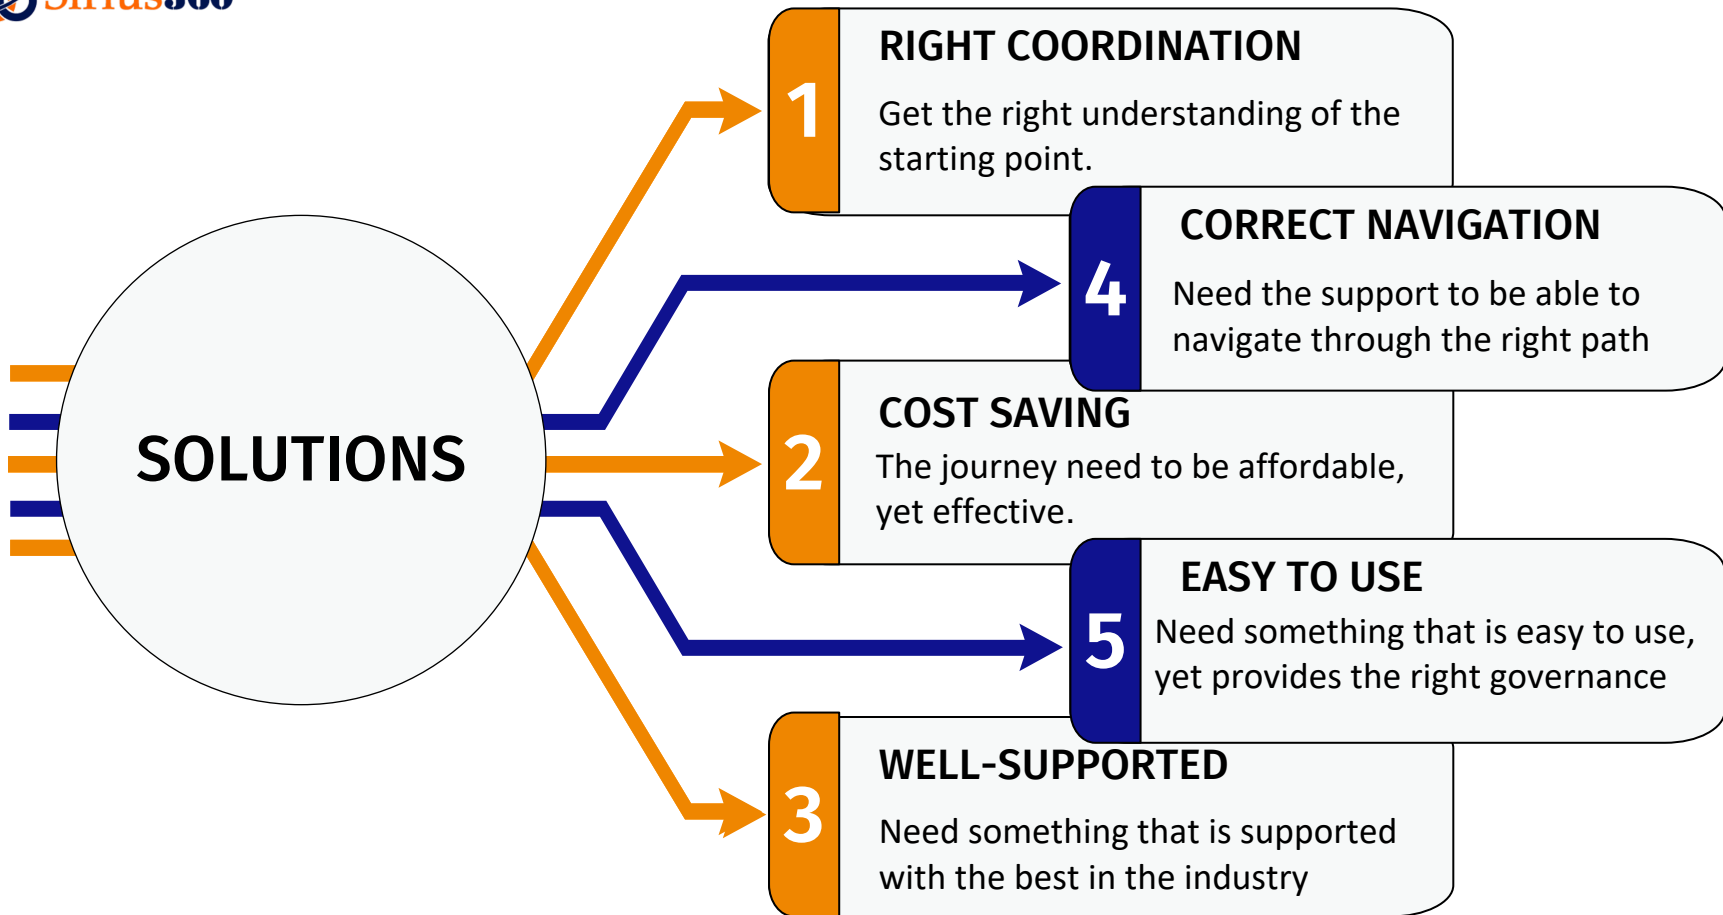 Sirius366
1
RIGHT COORDINATION
Get the right understanding of the
starting point.
4
CORRECT NAVIGATION
Need the support to be able to
navigate through the right path
SOLUTIONS
2
COST SAVING
The journey need to be affordable,
yet effective.
5
EASY TO USE
Need something that is easy to use,
yet provides the right governance
3
WELL-SUPPORTED
Need something that is supported
with the best in the industry